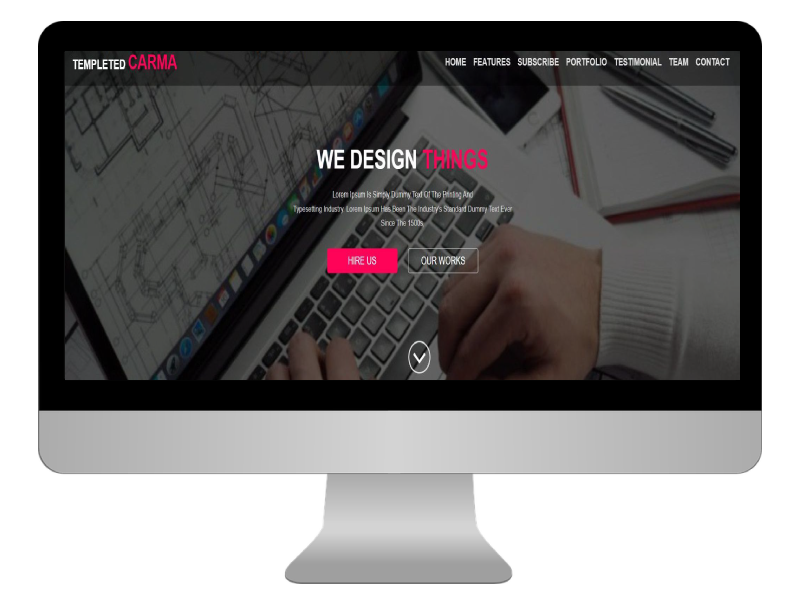 TEMPLETED CARMA
HOME FEATURES SUBSCRIBE PORTFOLIO TESTIMONIAL TEAM CONTACT
WE DESIGN THINGS
Lorem Ipsum Is Simply Dummy Text Of The Printing And
Typesetting Industry. Lorem Ipsum Has Been The Industry's Standard Dummy Text Ever
Since The 1500s.
HIRE US
OUR WORKS